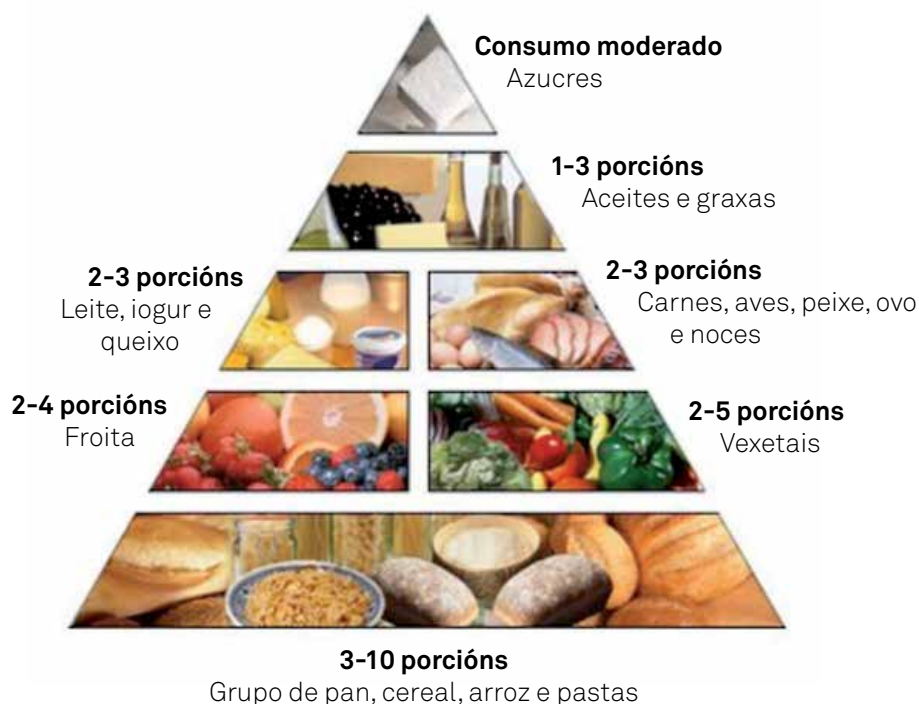 Consumo moderado
Azucres
1-3 porcións
Aceites e graxas
2-3 porcións
Leite, iogur e
queixo
2-3 porcións
Carnes, aves, peixe, ovo
e noces
2-4 porcións
Froita
2-5 porcións
Vexetais
3-10 porcións
Grupo de pan, cereal, arroz e pastas